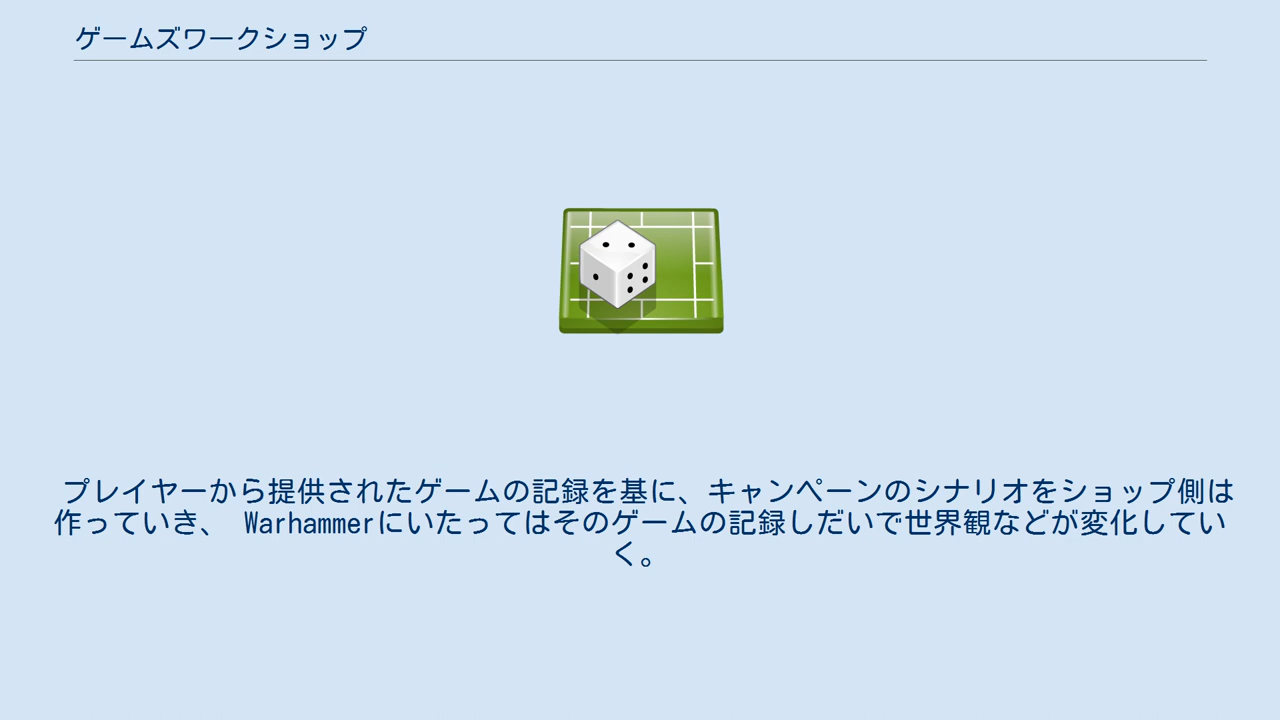 ゲームズワークショップ
プレイヤーから提供されたゲームの記録を基に、キャンペーンのシナリオをショップ側は
作っていき、 Warhammerにいたってはそのゲームの記録しだいで世界観などが変化してい
く。